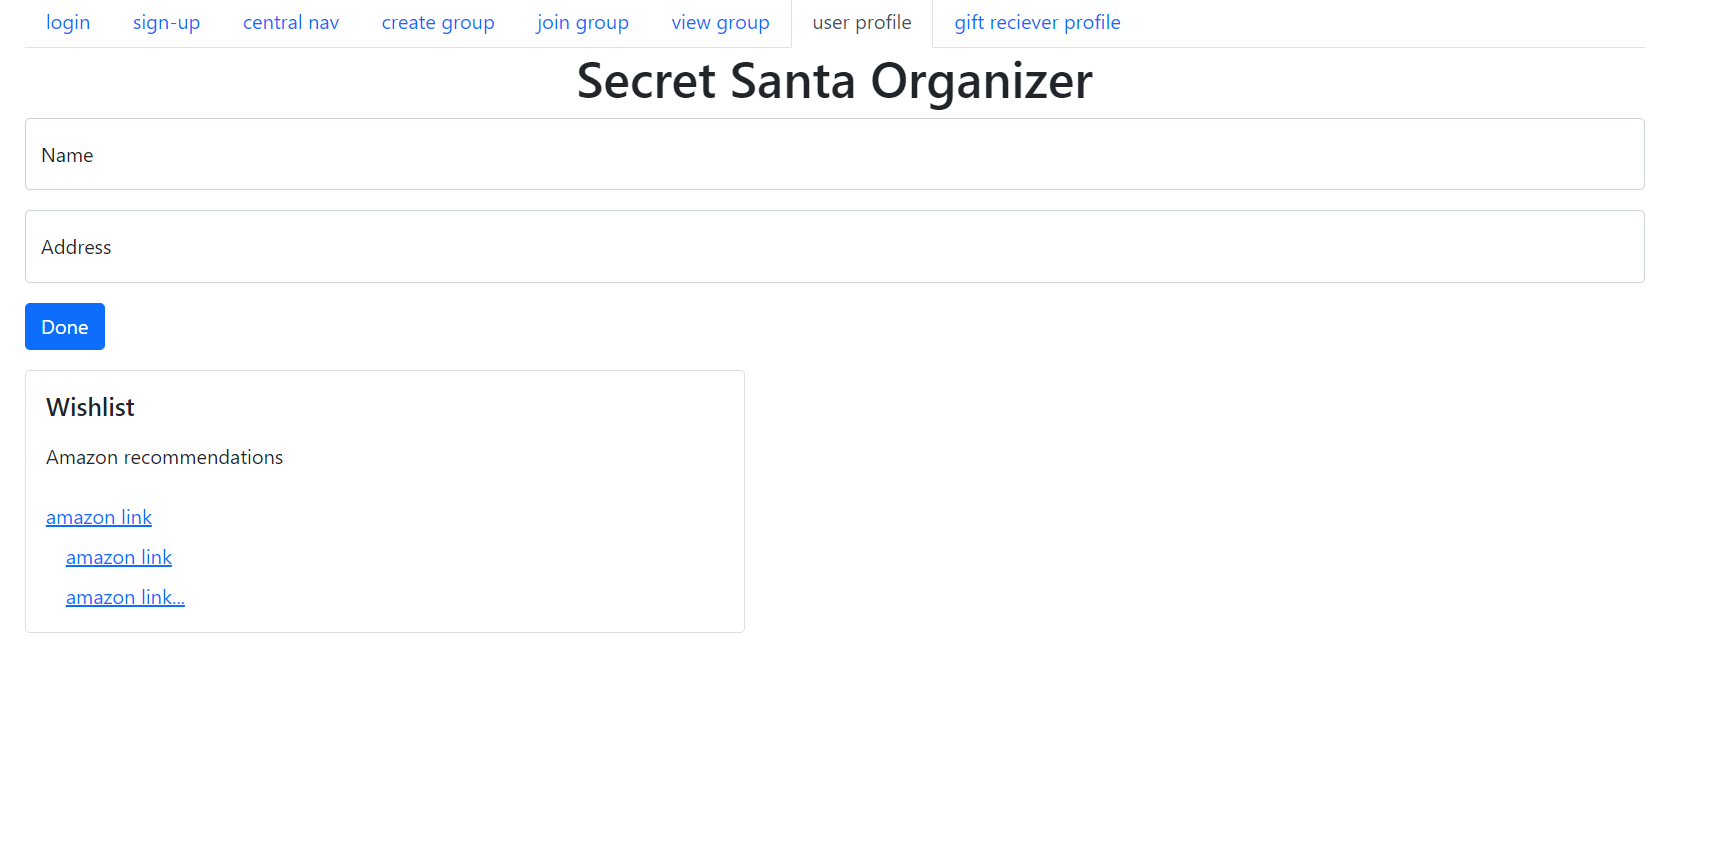 login sign-up central nav create group join group view group user profile gift reciever profile
Secret Santa Organizer
Name
Address
Done
Wishlist
Amazon recommendations
amazon link
amazon link
amazon link...